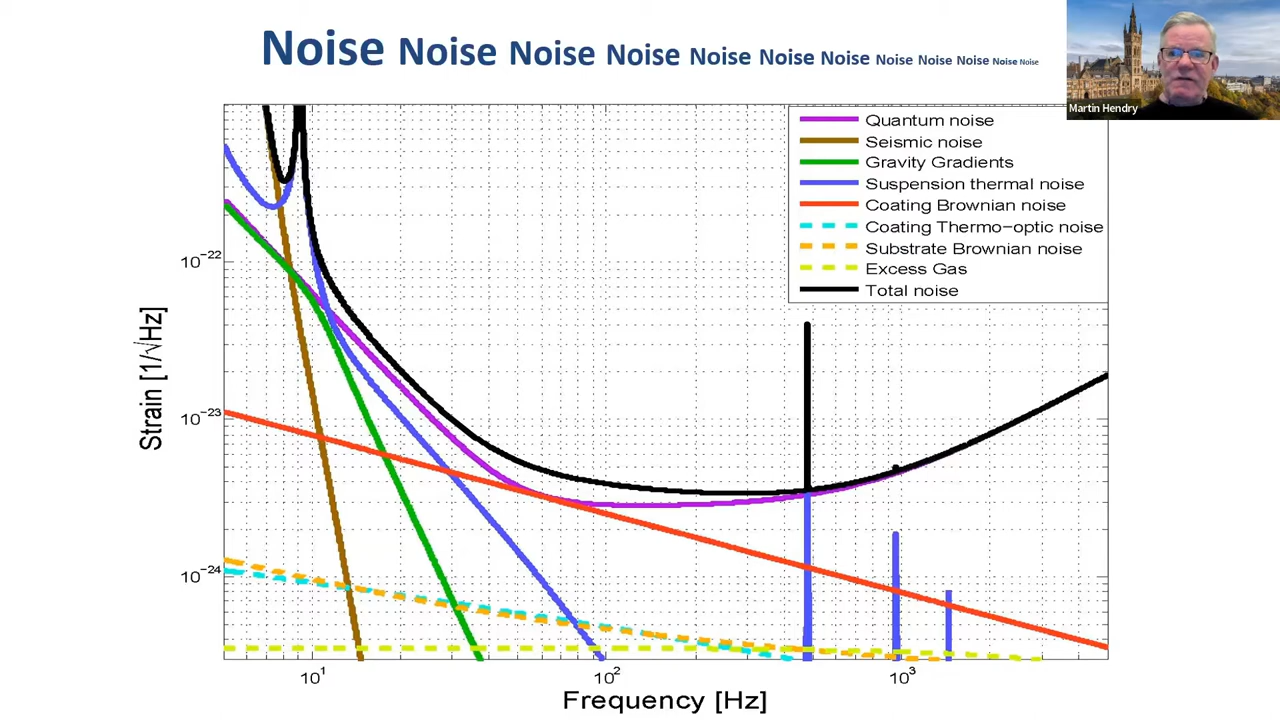 Noise Noise Noise Noise Noise Noise Noise Noise Noise Noise Noise Noise
Martin Hendry
Quantum noise
Seismic noise
Gravity Gradients
Suspension thermal noise
Coating Brownian noise
Coating Thermo-optic noise
Substrate Brownian noise
Excess Gas
Total noise
Strain [1/√Hz]
10⁻²²
10⁻²³
10⁻²⁴
10¹ 10² 10³
Frequency [Hz]